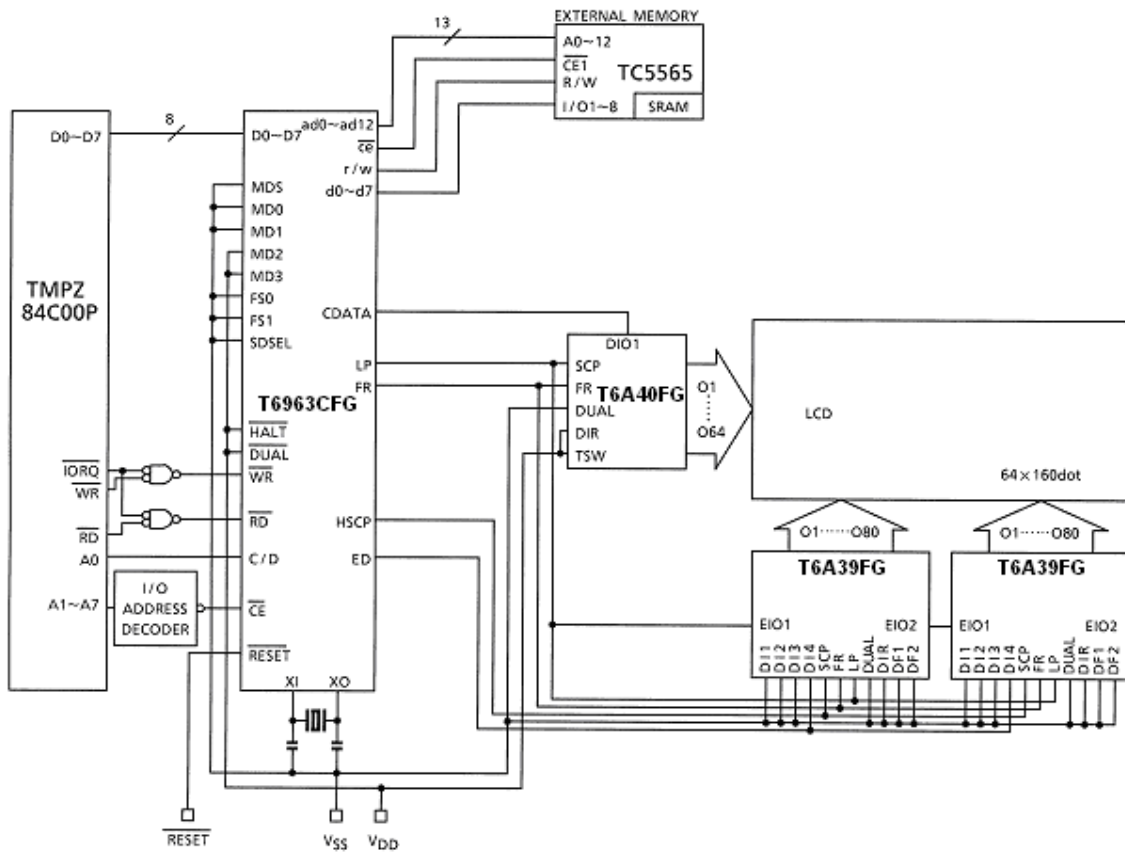 EXTERNAL MEMORY
13
A0~12
CE1
R/W
I/O1~8
TC5565
SRAM
TMPZ
84C00P
D0~D7
IORQ
WR
RD
A0
A1~A7
8
I/O
ADDRESS
DECODER
T6963CFG
D0~D7
MDS
MD0
MD1
MD2
MD3
FS0
FS1
SDSEL
HALT
DUAL
WR
RD
C/D
CE
RESET
XI
XO
ad0~ad12
ce
r/w
d0~d7
CDATA
LP
FR
HSCP
ED
DIO1
SCP
FR
DUAL
DIR
TSW
T6A40FG
O1
O64
LCD
64×160dot
O1······O80
O1······O80
T6A39FG
EIO1
EIO2
DI1
DI2
DI3
DI4
SCP
FR
LP
DUAL
DIR
DF1
DF2
T6A39FG
EIO1
EIO2
DI1
DI2
DI3
DI4
SCP
FR
LP
DUAL
DIR
DF1
DF2
RESET
VSS
VDD